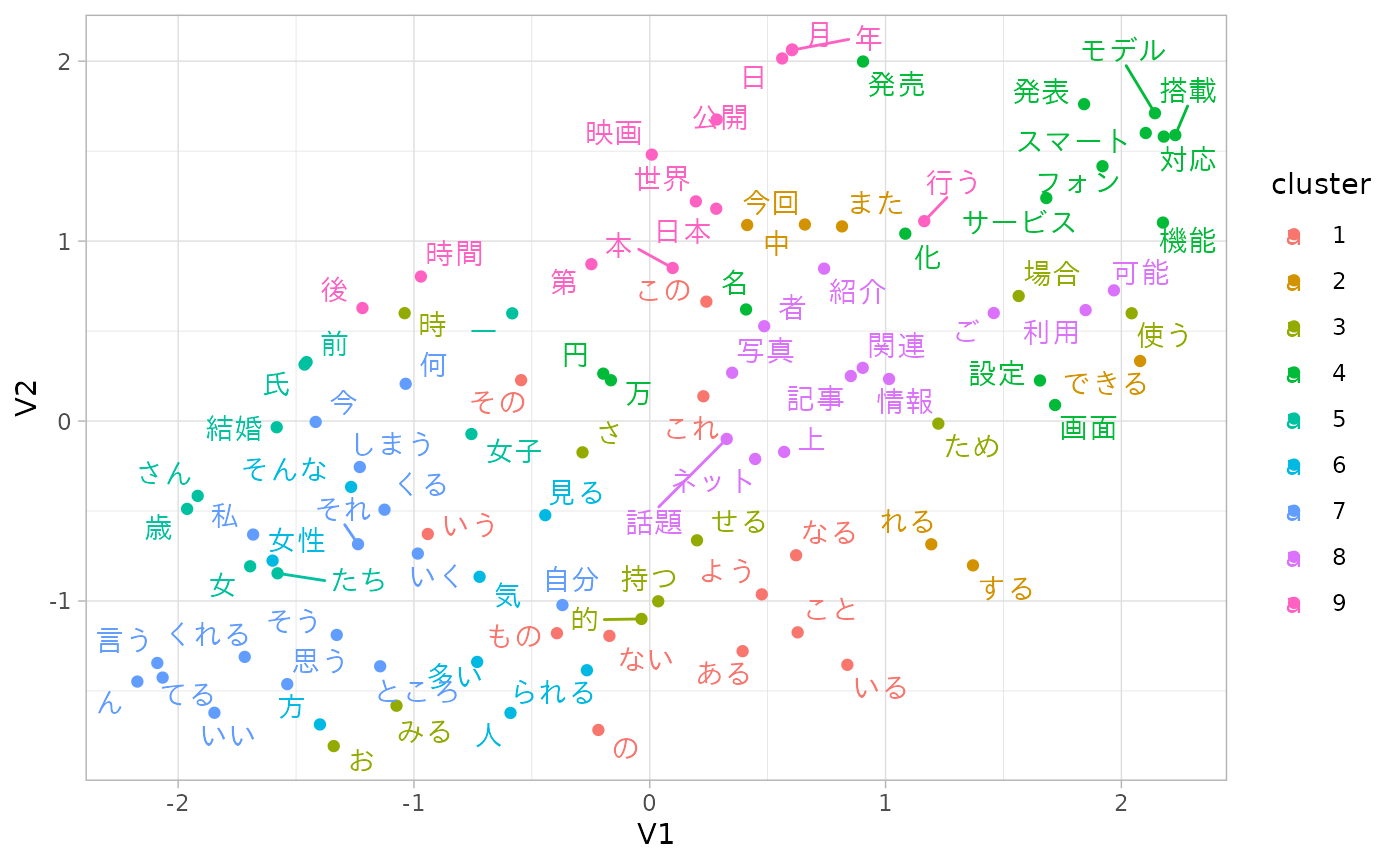 月 年
モデル
2
日
発売
発表
搭載
公開
映画
スマート
対応
世界
フォン
行う
今回
また
サービス
cluster
本
日本
中
1
時間
化
機能
1
第
この
名
紹介
場合
可能
2
後
時
一
者
ご
利用
使う
3
前
何
円
写真
関連
設定
できる
4
氏
その
万
記事
情報
V2
0
今
結婚
しまう
女子
さ
これ
上
ため
画面
5
そんな
くる
見る
ネット
さん
それ
話題
せる
れる
6
歳
私
女性
いう
なる
7
女
たち
いく
気
自分
持つ
よう
する
8
-1
そう
もの
的
こと
9
言う
くれる
思う
多い
ない
ある
いる
ん
てる
方
ところ
られる
いい
みる
人
の
お
-2
-1
0
1
2
V1